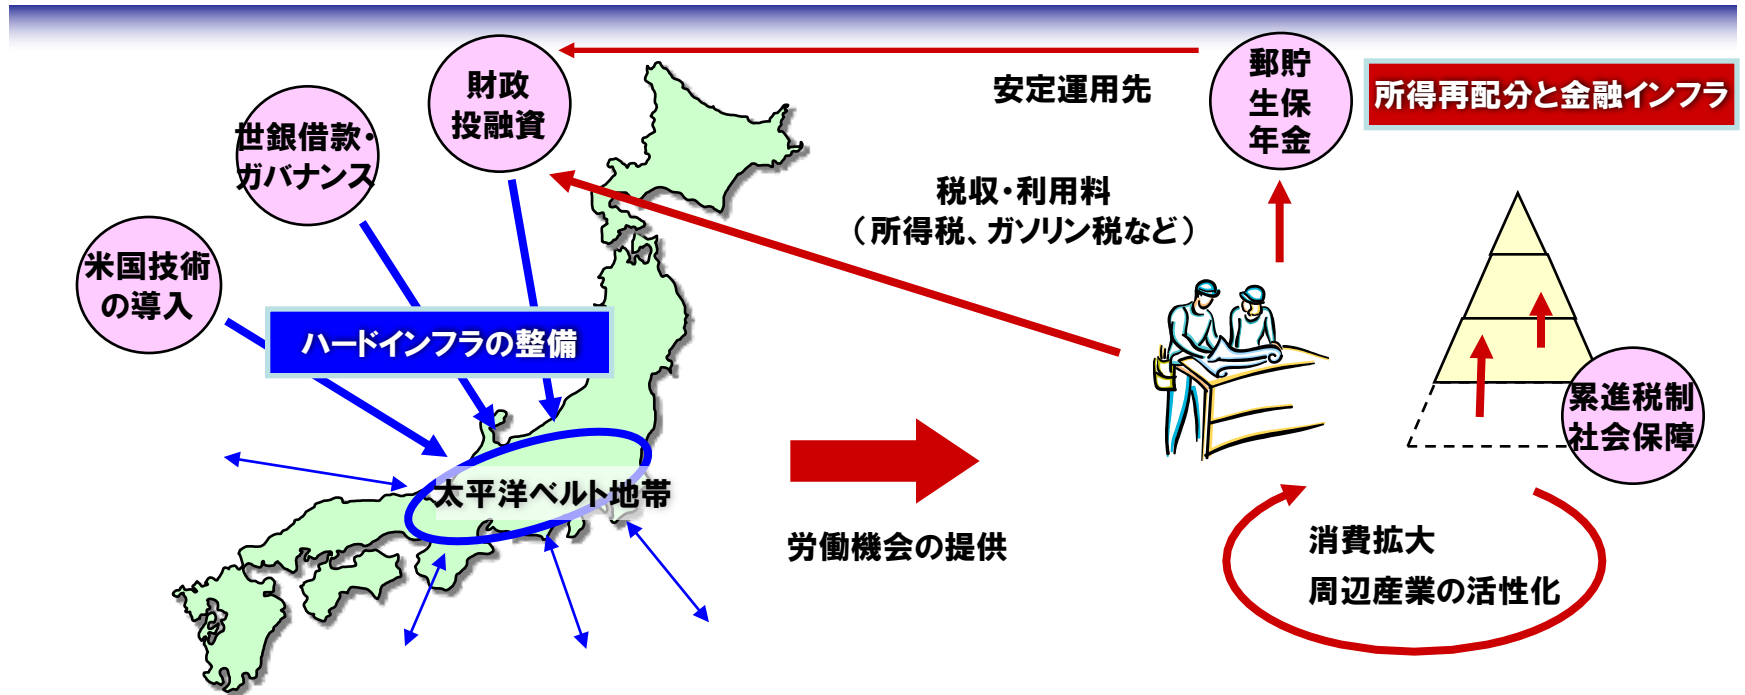 財政
投融資
郵貯
生保
年金
所得再配分と金融インフラ
安定運用先
世銀借款・
ガバナンス
税収・利用料
（所得税、ガソリン税など）
米国技術
の導入
ハードインフラの整備
累進税制
社会保障
太平洋ベルト地帯
労働機会の提供
消費拡大
周辺産業の活性化